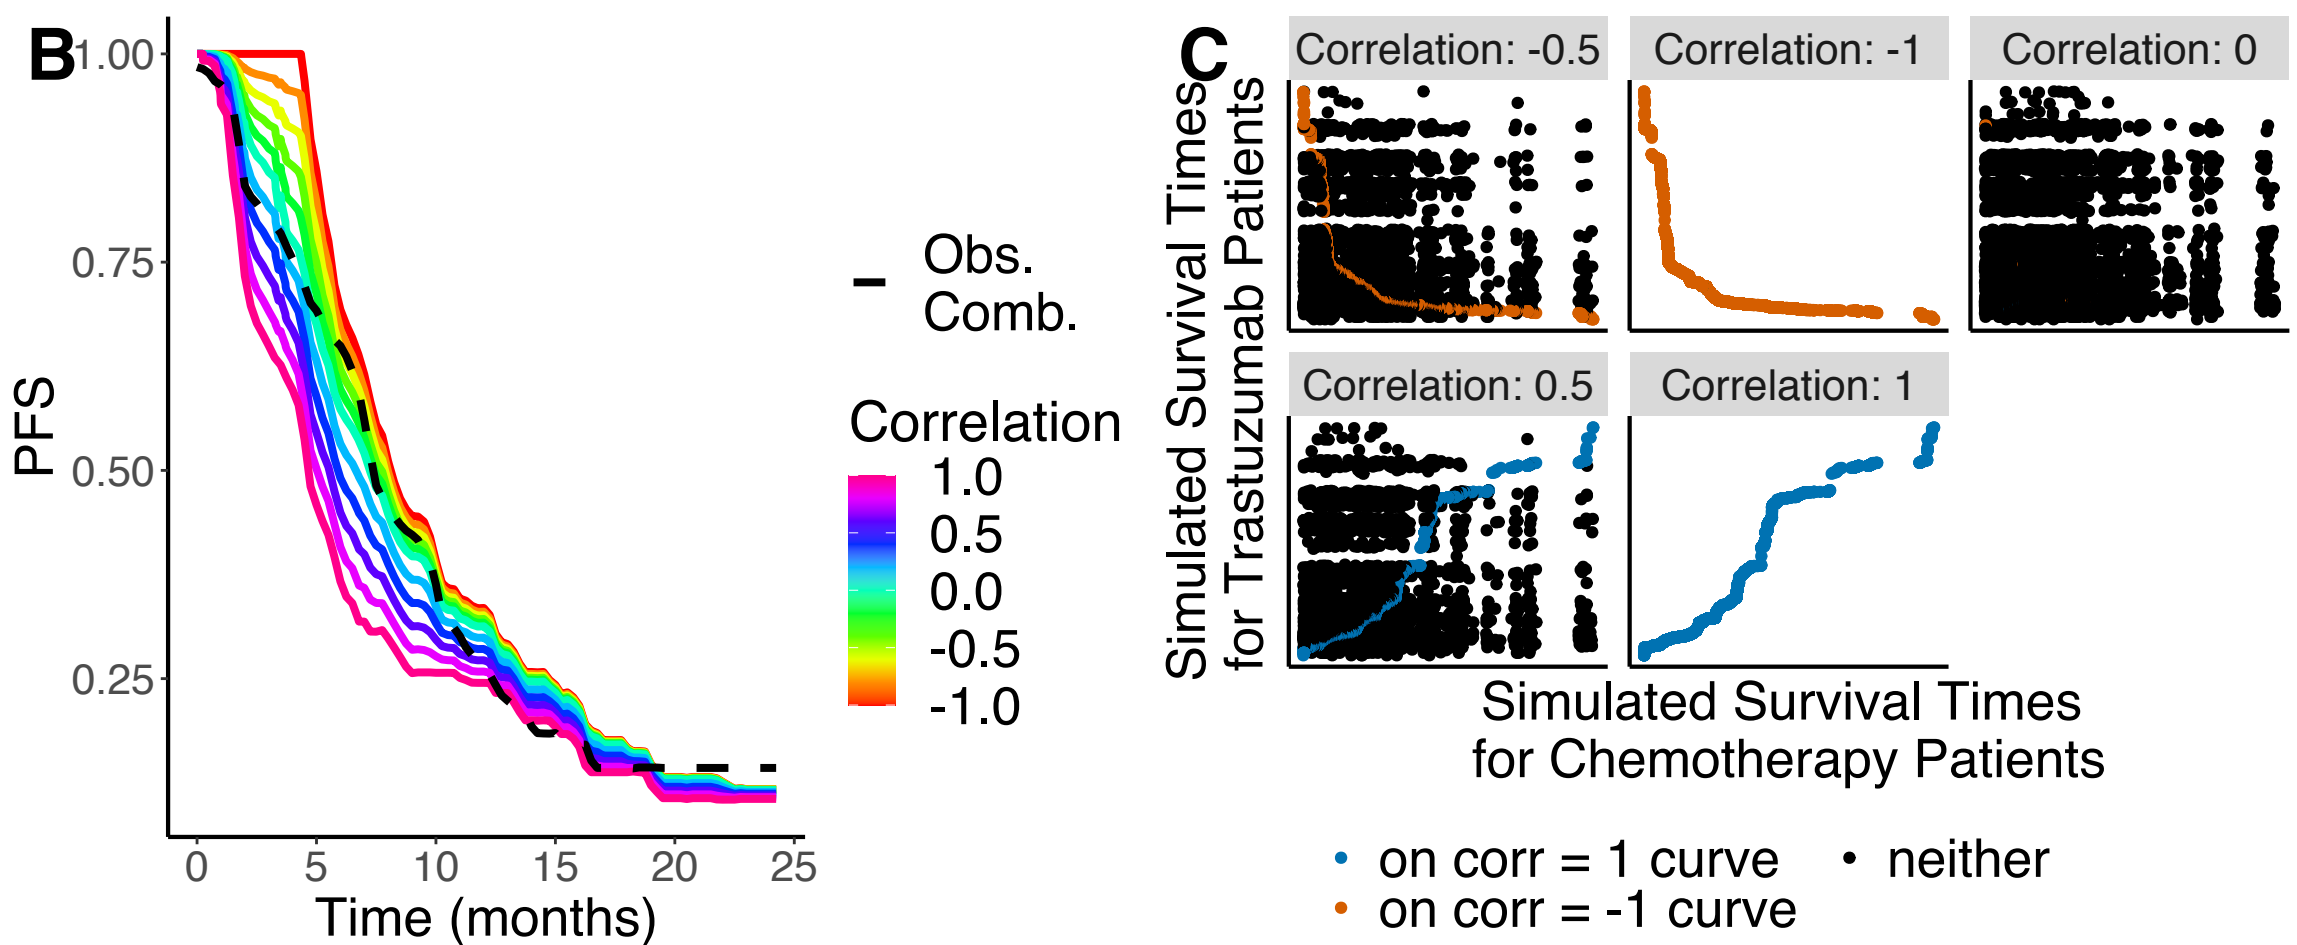 B
1.00
0.75
0.50
0.25
PFS
0
5
10
15
20
25
Time (months)
Obs.
Comb.
Correlation
1.0
0.5
0.0
-0.5
-1.0
C
Correlation: -0.5
Correlation: -1
Correlation: 0
Correlation: 0.5
Correlation: 1
Simulated Survival Times
for Trastuzumab Patients
Simulated Survival Times
for Chemotherapy Patients
on corr = 1 curve
neither
on corr = -1 curve